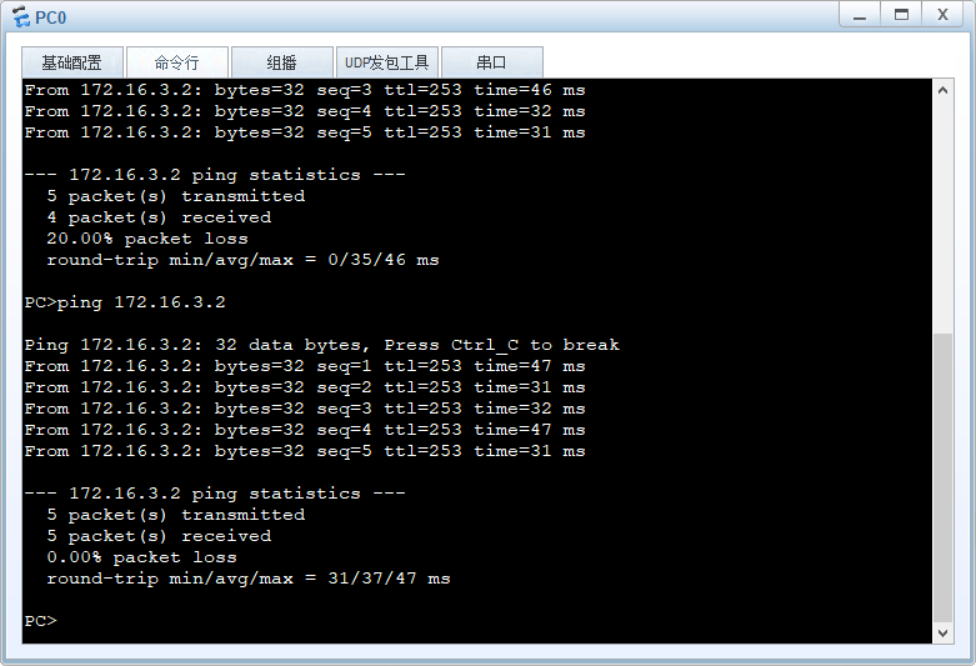 PC0
基础配置 命令行 组播 UDP发包工具 串口
From 172.16.3.2: bytes=32 seq=3 ttl=253 time=46 ms
From 172.16.3.2: bytes=32 seq=4 ttl=253 time=32 ms
From 172.16.3.2: bytes=32 seq=5 ttl=253 time=31 ms
--- 172.16.3.2 ping statistics ---
5 packet(s) transmitted
4 packet(s) received
20.00% packet loss
round-trip min/avg/max = 0/35/46 ms
PC>ping 172.16.3.2
Ping 172.16.3.2: 32 data bytes, Press Ctrl_C to break
From 172.16.3.2: bytes=32 seq=1 ttl=253 time=47 ms
From 172.16.3.2: bytes=32 seq=2 ttl=253 time=31 ms
From 172.16.3.2: bytes=32 seq=3 ttl=253 time=32 ms
From 172.16.3.2: bytes=32 seq=4 ttl=253 time=47 ms
From 172.16.3.2: bytes=32 seq=5 ttl=253 time=31 ms
--- 172.16.3.2 ping statistics ---
5 packet(s) transmitted
5 packet(s) received
0.00% packet loss
round-trip min/avg/max = 31/37/47 ms
PC>